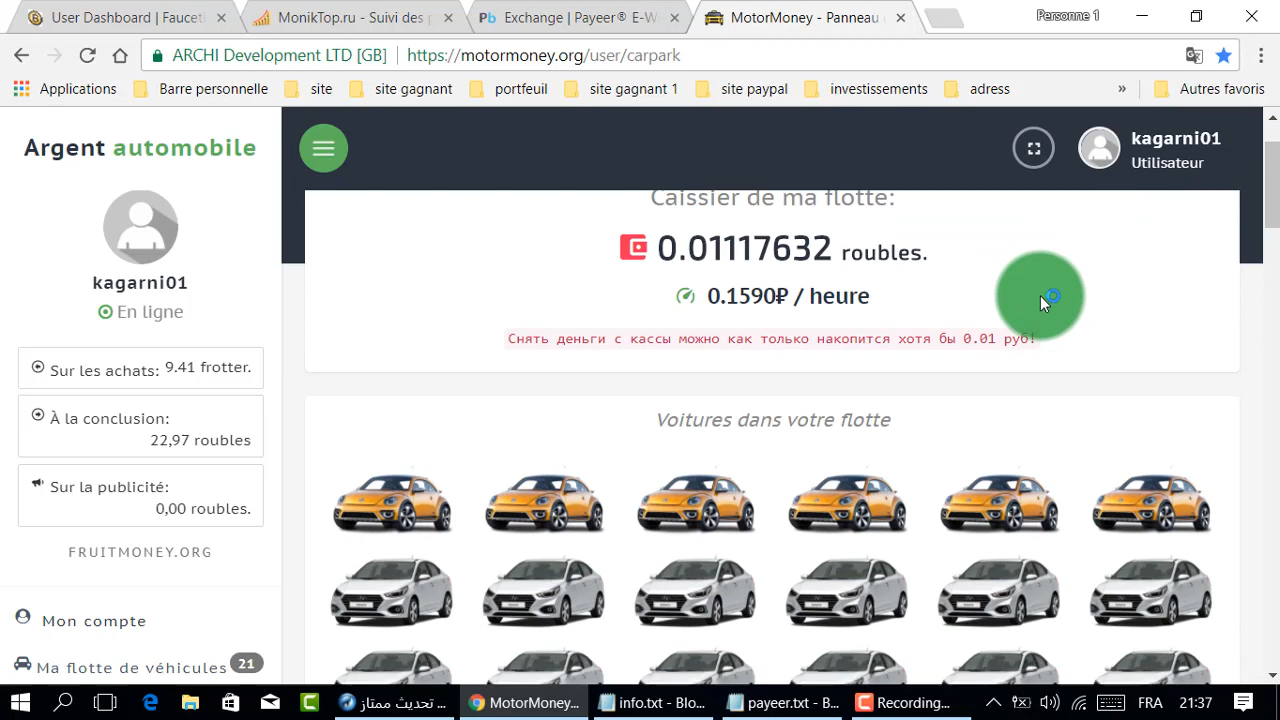 User Dashboard | Fauceti
MonikTop.ru - Suivi des p
Exchange | Payeer® E-W
MotorMoney - Panneau
Personne 1
ARCHI Development LTD [GB]
https://motormoney.org/user/carpark
Applications
Barre personnelle
site
site gagnant
portfeuil
site gagnant 1
site paypal
investissements
adress
»
Autres favoris
Argent automobile
kagarni01
Utilisateur
kagarni01
En ligne
Sur les achats: 9.41 frotter.
À la conclusion:
22,97 roubles
Sur la publicité:
0,00 roubles.
FRUITMONEY.ORG
Mon compte
Ma flotte de véhicules 21
Caissier de ma flotte:
0.01117632 roubles.
0.1590₽ / heure
Снять деньги с кассы можно как только накопится хотя бы 0.01 руб!
Voitures dans votre flotte
تحديث ممتاز ...
MotorMoney...
info.txt - Blo...
payeer.txt - B...
Recording...
FRA
21:37